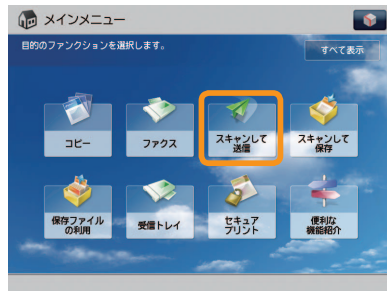 メインメニュー
目的のファンクションを選択します。
すべて表示
コピー
ファクス
スキャンして
送信
スキャンして
保存
保存ファイル
の利用
受信トレイ
セキュア
プリント
便利な
機能紹介